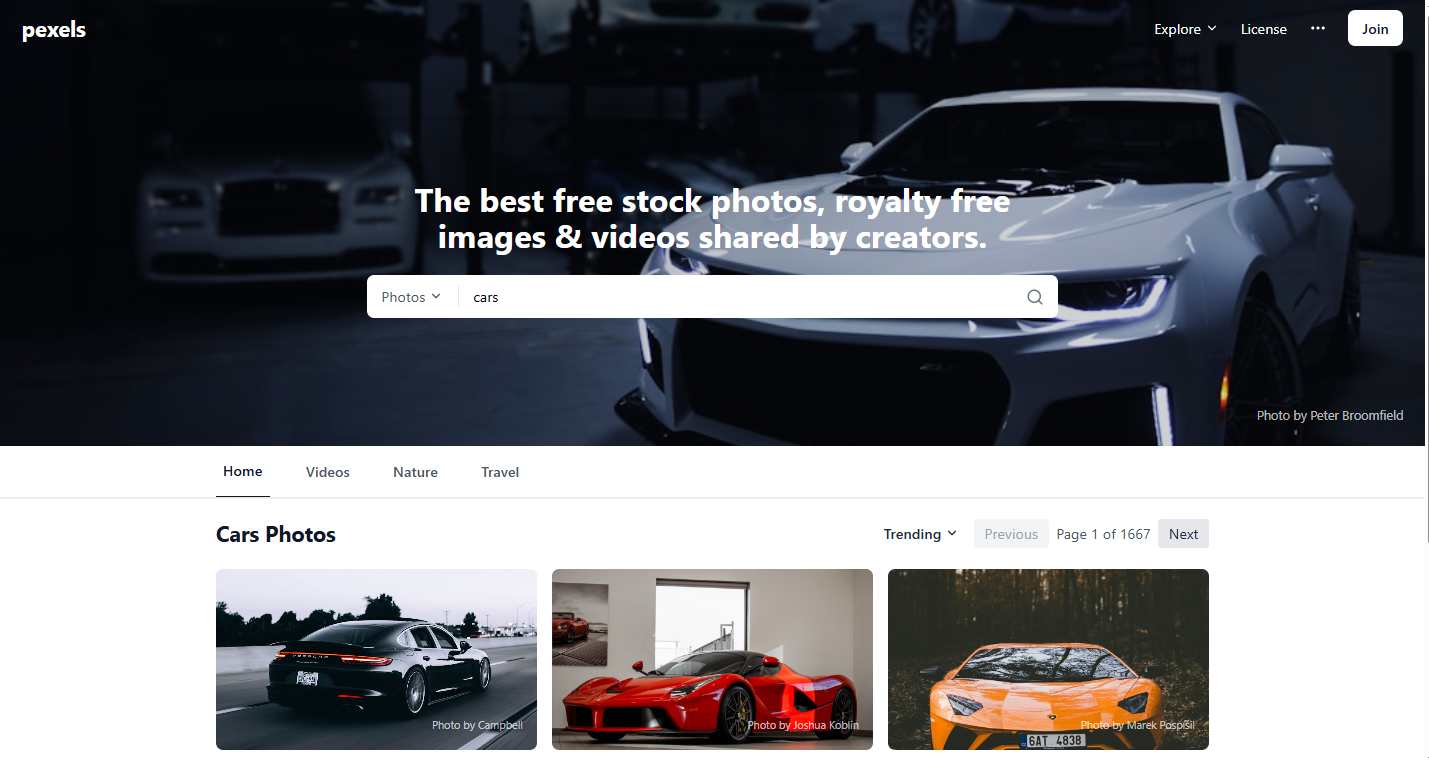 pexels
Explore
License
Join
The best free stock photos, royalty free
images & videos shared by creators.
Photos
cars
Photo by Peter Broomfield
Home
Videos
Nature
Travel
Cars Photos
Trending
Previous
Page 1 of 1667
Next
PORSCHE
Photo by Campbell
Photo by Joshua Koblin
Photo by Marek Pospíšil
6AT 4838